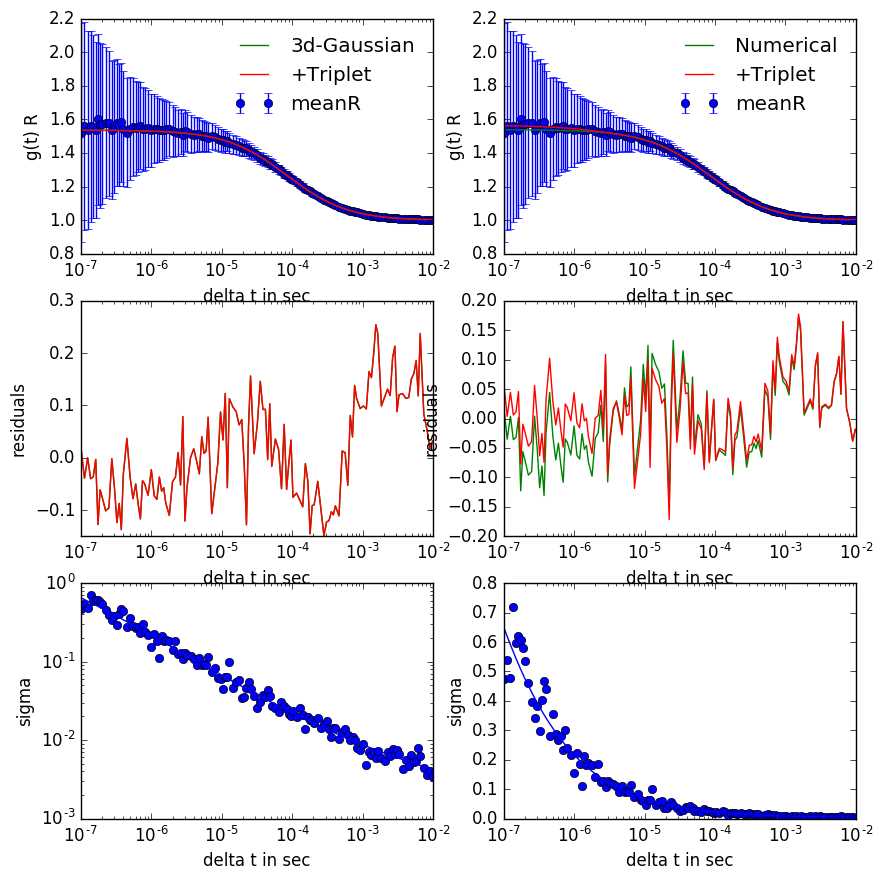 2.2
2.0
1.8
1.6
1.4
1.2
1.0
0.8
g(t) R
3d-Gaussian
+Triplet
meanR
10^-7 10^-6 10^-5 10^-4 10^-3 10^-2
delta t in sec
2.2
2.0
1.8
1.6
1.4
1.2
1.0
0.8
g(t) R
Numerical
+Triplet
meanR
10^-7 10^-6 10^-5 10^-4 10^-3 10^-2
delta t in sec
0.3
0.2
0.1
0.0
−0.1
residuals
10^-7 10^-6 10^-5 10^-4 10^-3 10^-2
delta t in sec
0.20
0.15
0.10
0.05
0.00
−0.05
−0.10
−0.15
−0.20
residuals
10^-7 10^-6 10^-5 10^-4 10^-3 10^-2
delta t in sec
10^0
10^-1
10^-2
10^-3
sigma
10^-7 10^-6 10^-5 10^-4 10^-3 10^-2
delta t in sec
0.8
0.7
0.6
0.5
0.4
0.3
0.2
0.1
0.0
sigma
10^-7 10^-6 10^-5 10^-4 10^-3 10^-2
delta t in sec